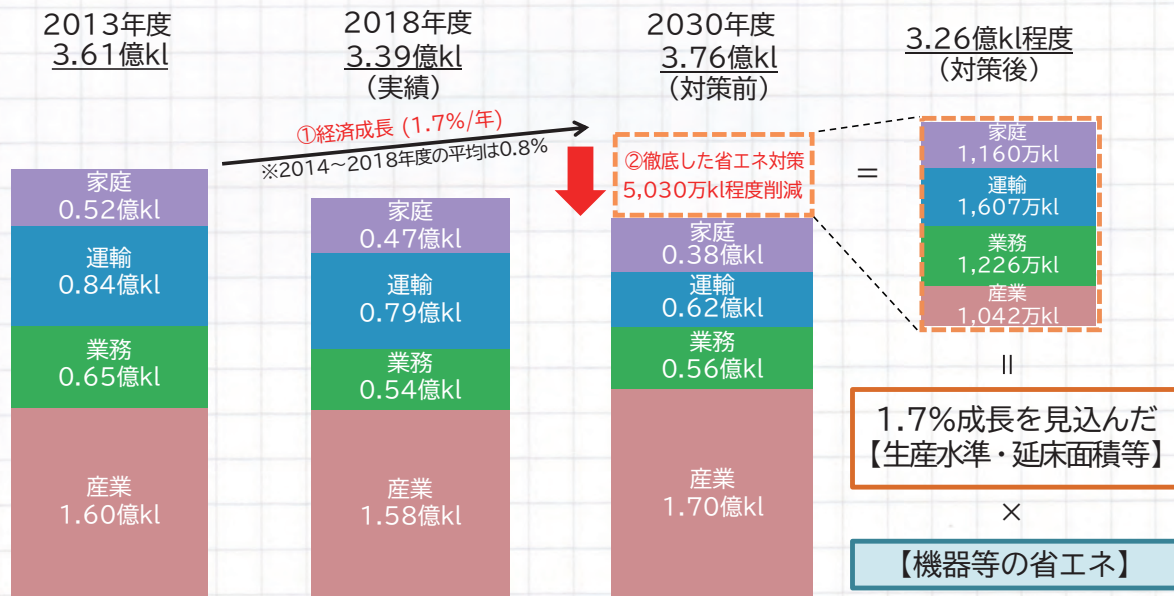 2013年度
3.61億kl
2018年度
3.39億kl
(実績)
2030年度
3.76億kl
(対策前)
3.26億kl程度
(対策後)
①経済成長 (1.7%/年)
※2014～2018年度の平均は0.8%
家庭
0.52億kl
運輸
0.84億kl
業務
0.65億kl
産業
1.60億kl
家庭
0.47億kl
運輸
0.79億kl
業務
0.54億kl
産業
1.58億kl
②徹底した省エネ対策
5,030万kl程度削減
家庭
0.38億kl
運輸
0.62億kl
業務
0.56億kl
産業
1.70億kl
＝
家庭
1,160万kl
運輸
1,607万kl
業務
1,226万kl
産業
1,042万kl
＝
1.7%成長を見込んだ
【生産水準・延床面積等】
×
【機器等の省エネ】